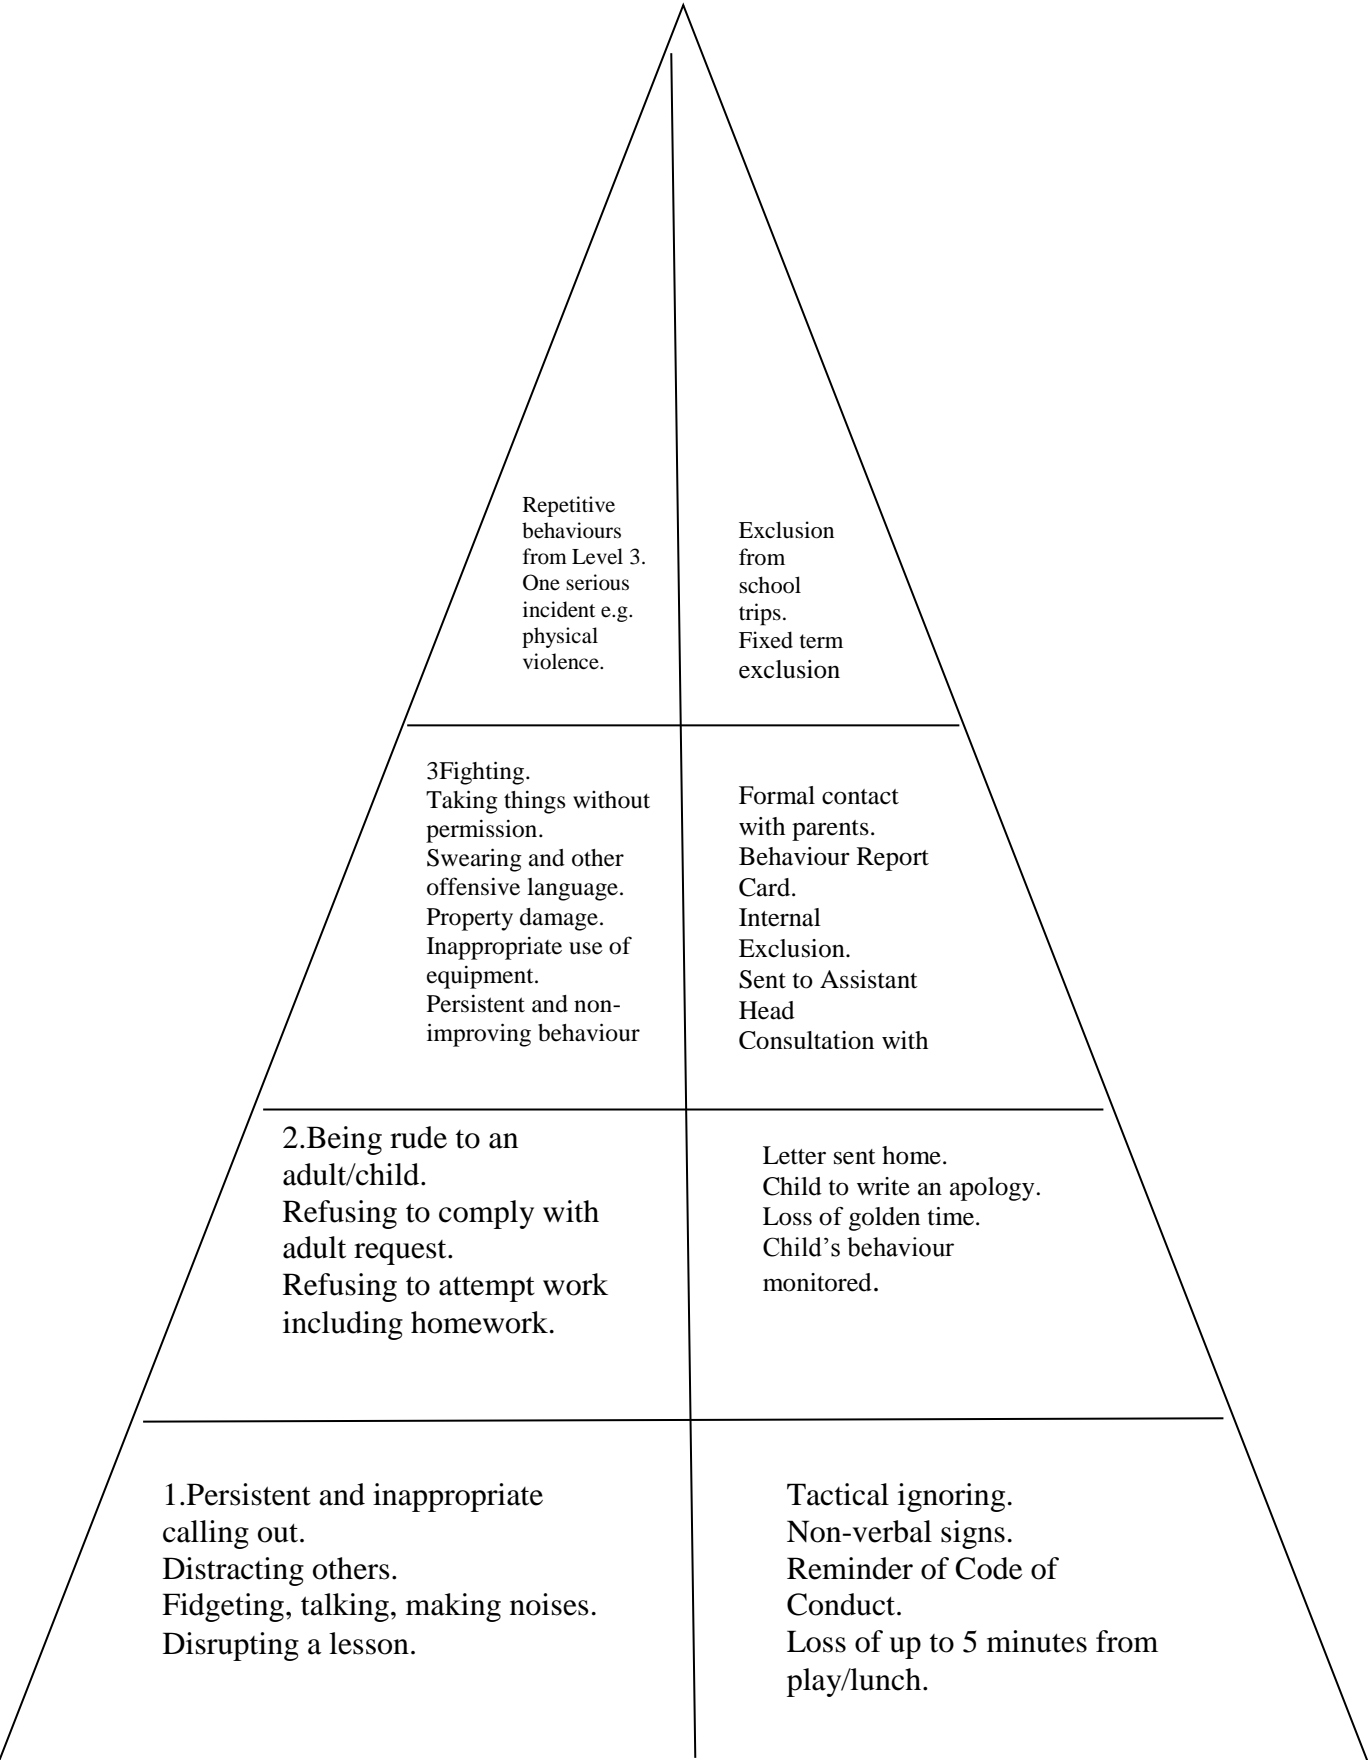 Repetitive
behaviours
from Level 3.
One serious
incident e.g.
physical
violence.
Exclusion
from
school
trips.
Fixed term
exclusion
3Fighting.
Taking things without
permission.
Swearing and other
offensive language.
Property damage.
Inappropriate use of
equipment.
Persistent and non-
improving behaviour
Formal contact
with parents.
Behaviour Report
Card.
Internal
Exclusion.
Sent to Assistant
Head
Consultation with
2.Being rude to an
adult/child.
Refusing to comply with
adult request.
Refusing to attempt work
including homework.
Letter sent home.
Child to write an apology.
Loss of golden time.
Child’s behaviour
monitored.
1.Persistent and inappropriate
calling out.
Distracting others.
Fidgeting, talking, making noises.
Disrupting a lesson.
Tactical ignoring.
Non-verbal signs.
Reminder of Code of
Conduct.
Loss of up to 5 minutes from
play/lunch.